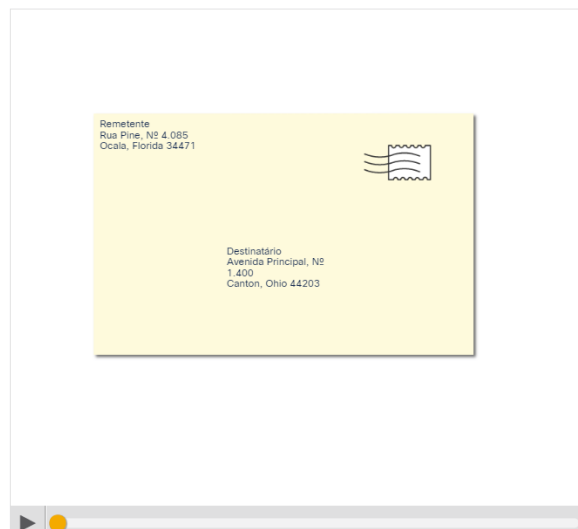 Remetente
Rua Pine, Nº 4.085
Ocala, Florida 34471
Destinatário
Avenida Principal, Nº
1.400
Canton, Ohio 44203